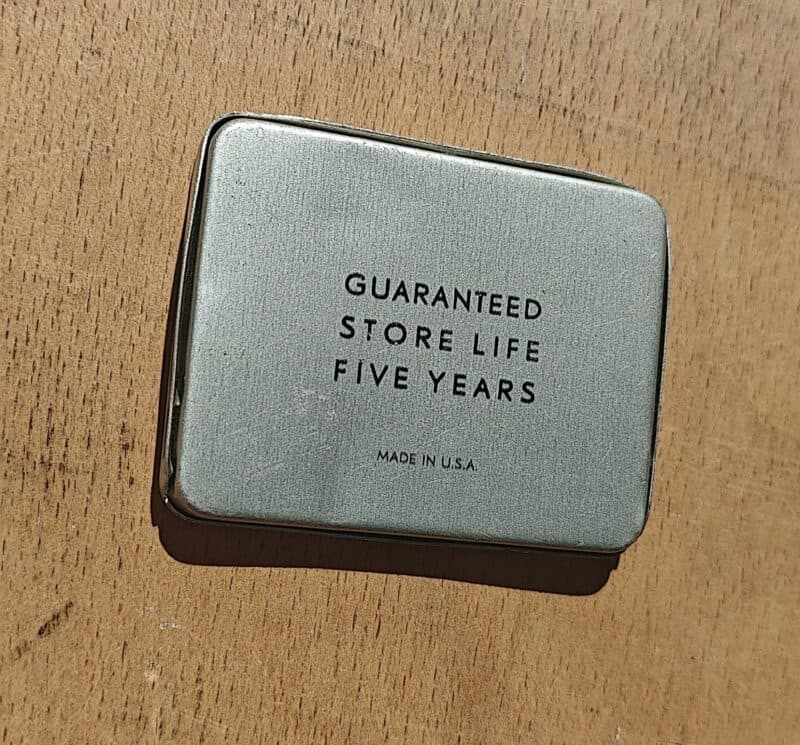 GUARANTEED
STORE LIFE
FIVE YEARS
MADE IN U.S.A.